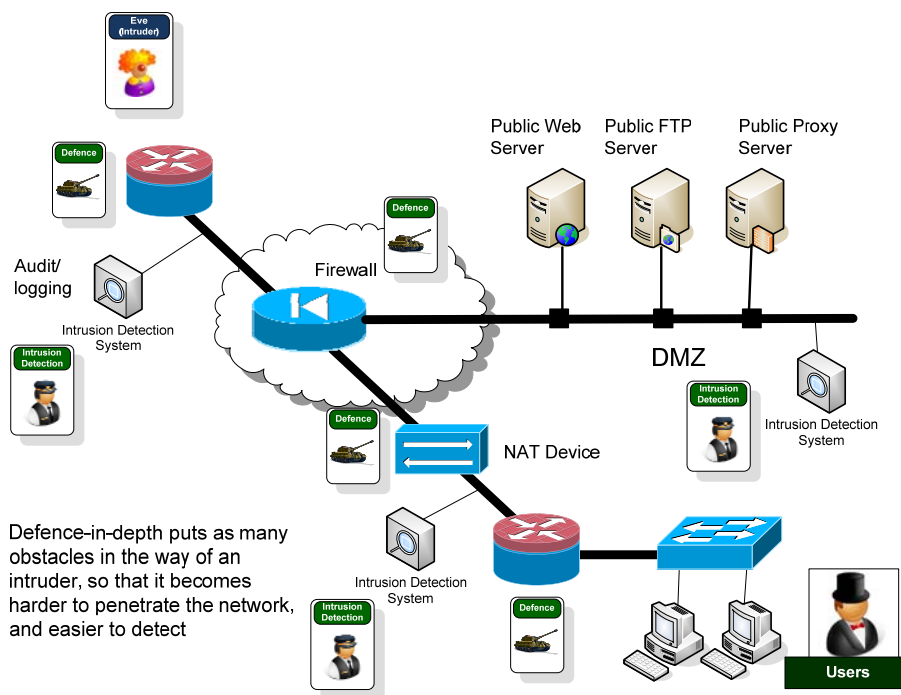 Eve
(Intruder)
Defence
Public Web
Server
Public FTP
Server
Public Proxy
Server
Defence
Audit/
logging
Firewall
Intrusion Detection
System
Intrusion
Detection
DMZ
Intrusion
Detection
Intrusion Detection
System
Defence
NAT Device
Defence-in-depth puts as many
obstacles in the way of an
intruder, so that it becomes
harder to penetrate the network,
and easier to detect
Intrusion Detection
System
Intrusion
Detection
Defence
Users